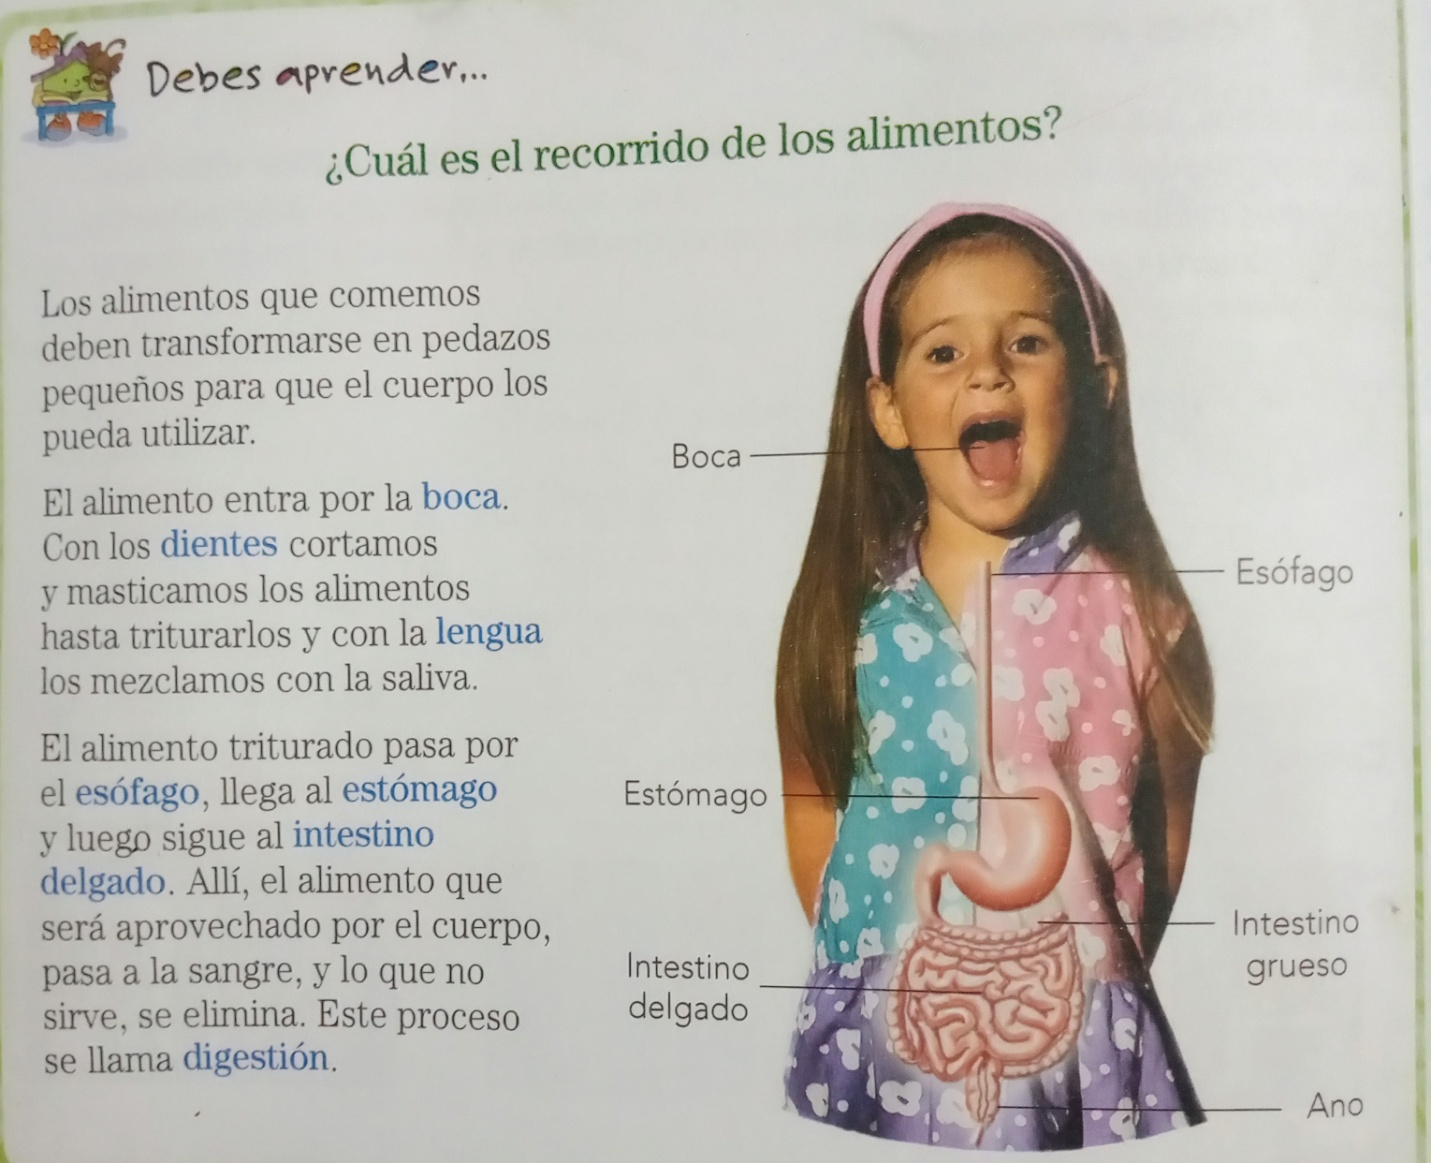 Debes aprender...
¿Cuál es el recorrido de los alimentos?
Los alimentos que comemos
deben transformarse en pedazos
pequeños para que el cuerpo los
pueda utilizar.
El alimento entra por la boca.
Con los dientes cortamos
y masticamos los alimentos
hasta triturarlos y con la lengua
los mezclamos con la saliva.
El alimento triturado pasa por
el esófago, llega al estómago
y luego sigue al intestino
delgado. Allí, el alimento que
será aprovechado por el cuerpo,
pasa a la sangre, y lo que no
sirve, se elimina. Este proceso
se llama digestión.
Boca
Esófago
Estómago
Intestino
grueso
Intestino
delgado
Ano